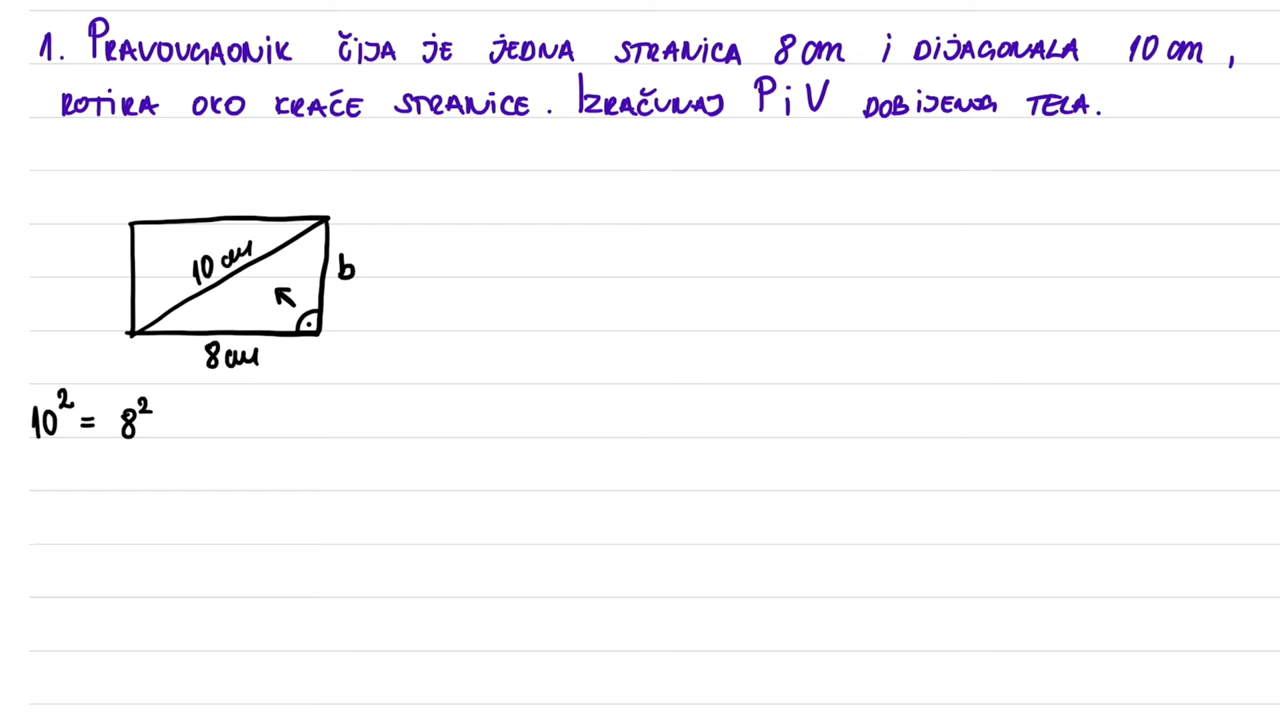 1. PRAVOUGAONIK ČIJA JE JEDNA STRANICA 8 cm i DIJAGONALA 10 cm,
ROTIRA OKO KRAĆE STRANICE. IZRAČUNAJ P i V DOBIJENOG TELA.
10 cm
b
8 cm
10² = 8²